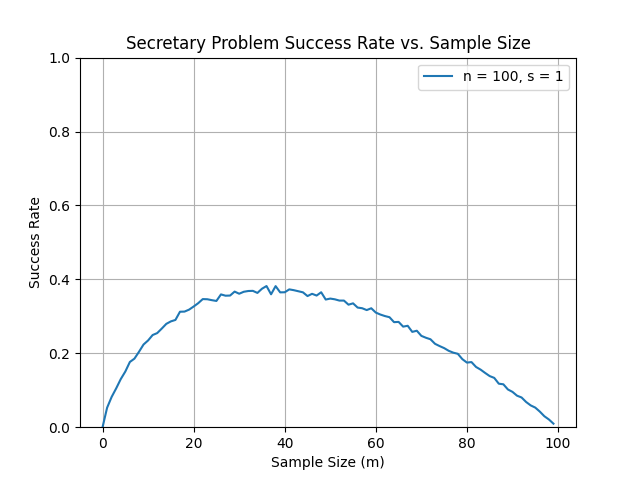 Secretary Problem Success Rate vs. Sample Size
n = 100, s = 1
1.0
0.8
0.6
0.4
0.2
0.0
Success Rate
0 20 40 60 80 100
Sample Size (m)